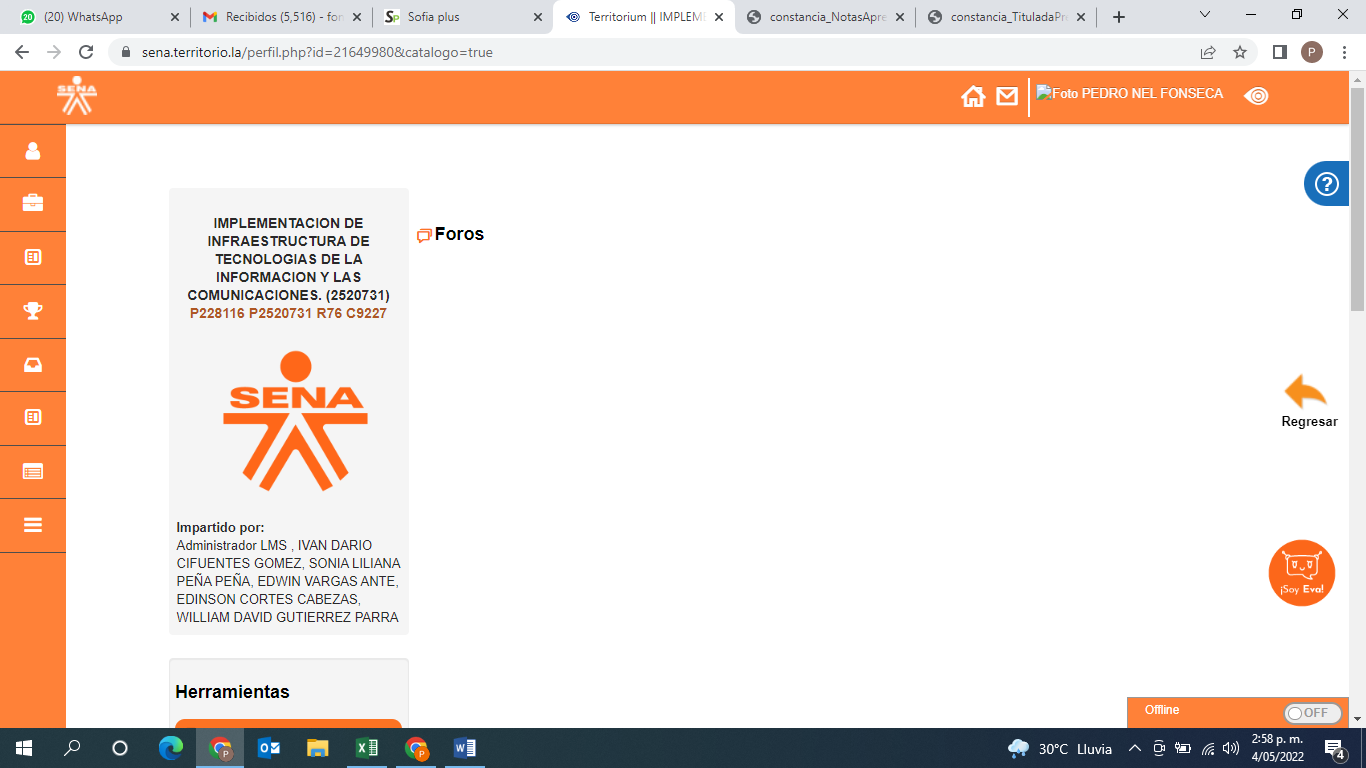 (20) WhatsApp
Recibidos (5,516) - for
Sofia plus
Territorium || IMPLEME
constancia_NotasApre
constancia_TituladaPr
sena.territorio.la/perfil.php?id=21649980&catalogo=true
P
SENA
Foto PEDRO NEL FONSECA
IMPLEMENTACION DE
INFRAESTRUCTURA DE
TECNOLOGIAS DE LA
INFORMACION Y LAS
COMUNICACIONES. (2520731)
P228116 P2520731 R76 C9227
SENA
Impartido por:
Administrador LMS , IVAN DARIO
CIFUENTES GOMEZ, SONIA LILIANA
PEÑA PEÑA, EDWIN VARGAS ANTE,
EDINSON CORTES CABEZAS,
WILLIAM DAVID GUTIERREZ PARRA
Herramientas
Foros
Regresar
¡Soy Eva!
Offline
OFF
30°C Lluvia
2:58 p. m.
4/05/2022
4